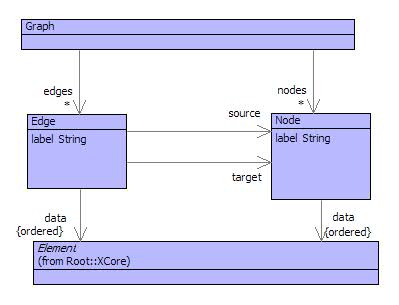 Graph
edges
*
nodes
*
Edge
label String
source
target
Node
label String
data
{ordered}
data
{ordered}
Element
(from Root::XCore)